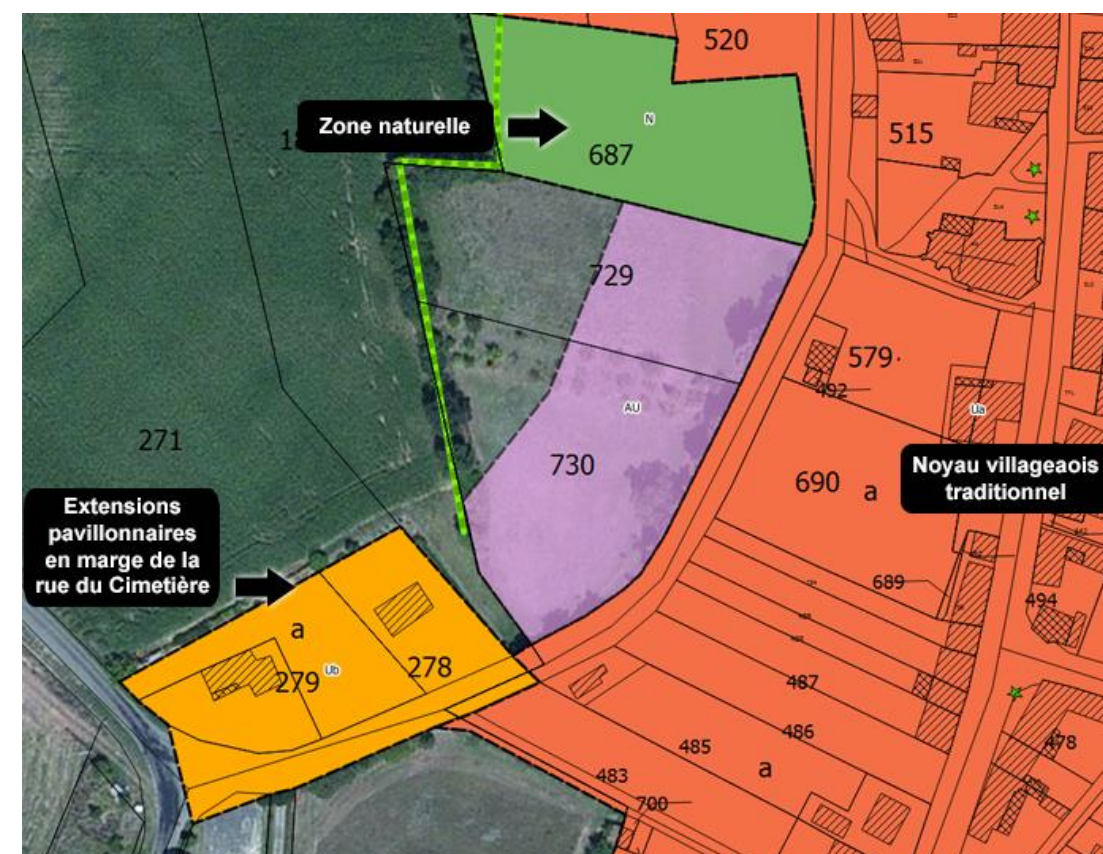 520
Zone naturelle
N
687
515
729
579
492
AU
Ua
271
730
690
a
Noyau villageaois
traditionnel
Extensions
pavillonnaires
en marge de la
rue du Cimetière
689
494
a
279
Ub
278
487
486
478
485
a
483
700